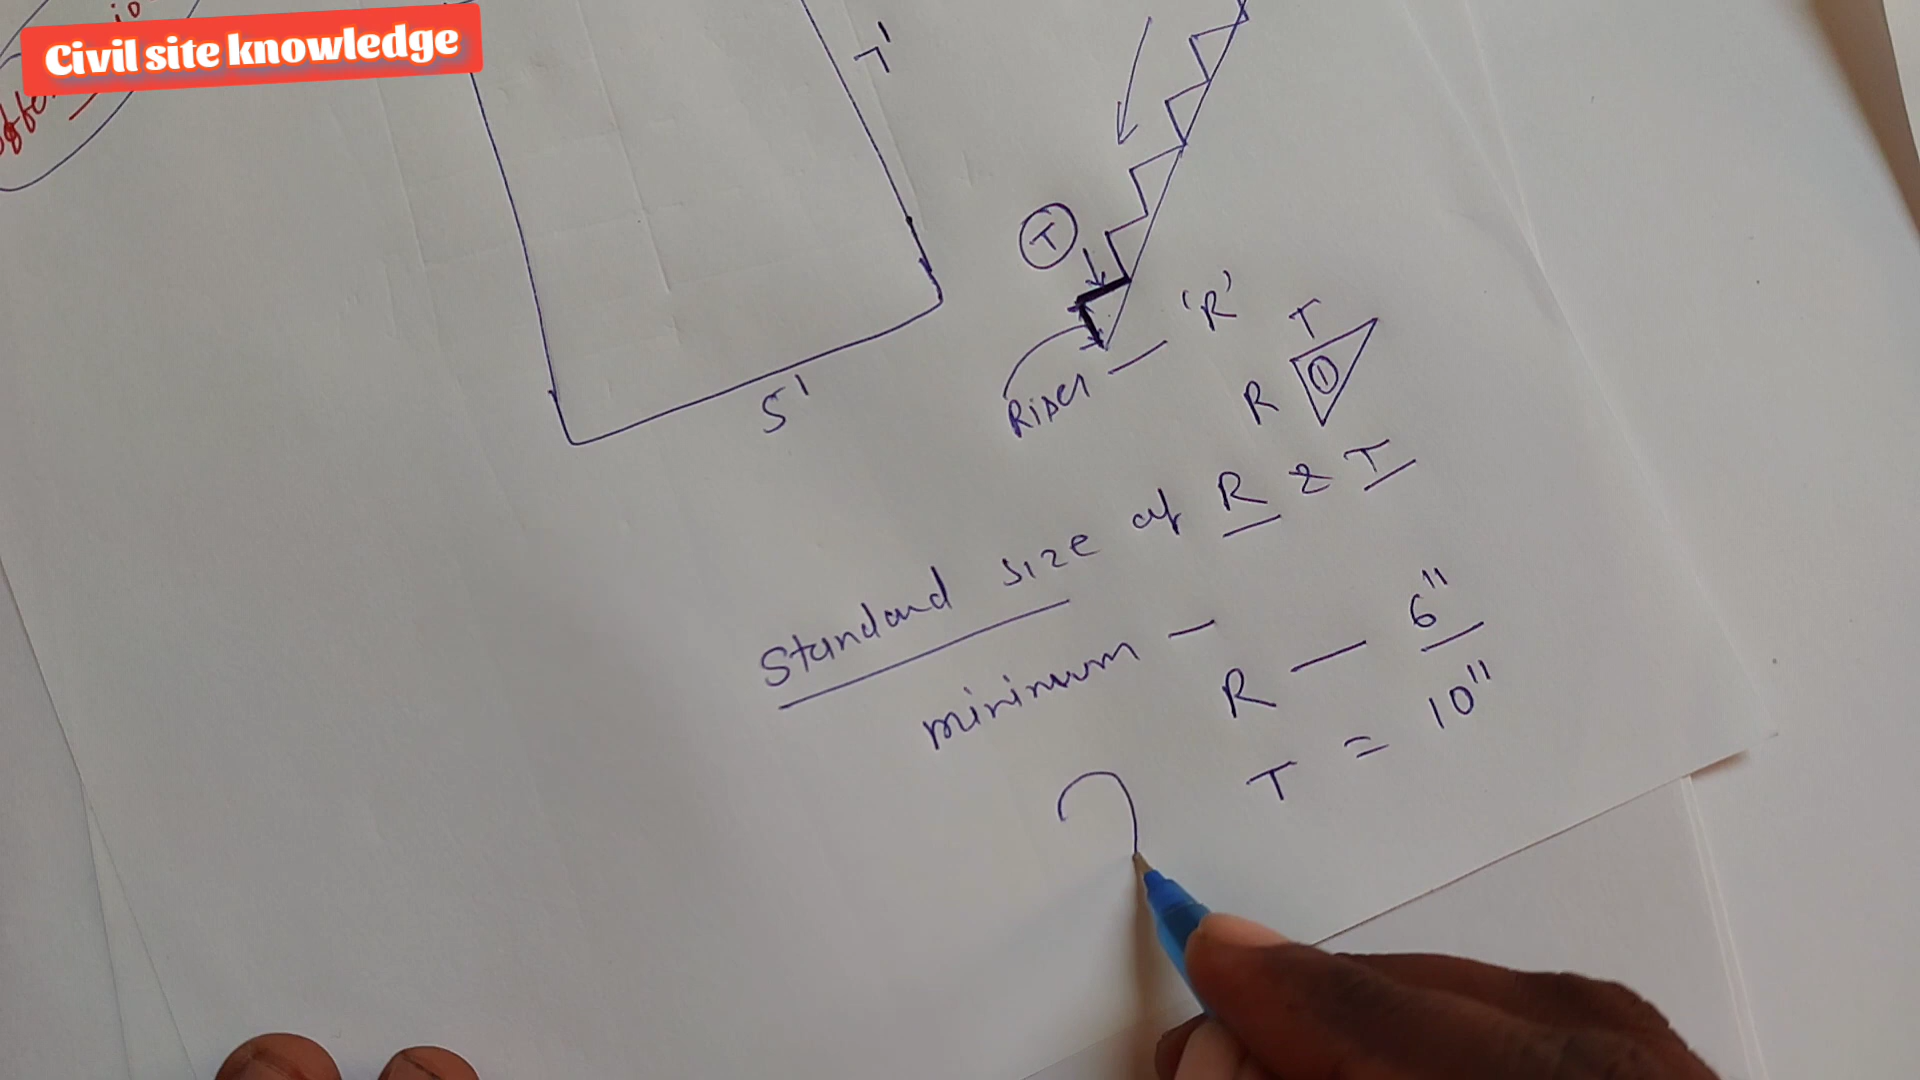 Civil site knowledge
7'
5'
T
Riser — 'R'
T
R
1
Standard size of R & T
minimum —
R — 6"
T = 10"